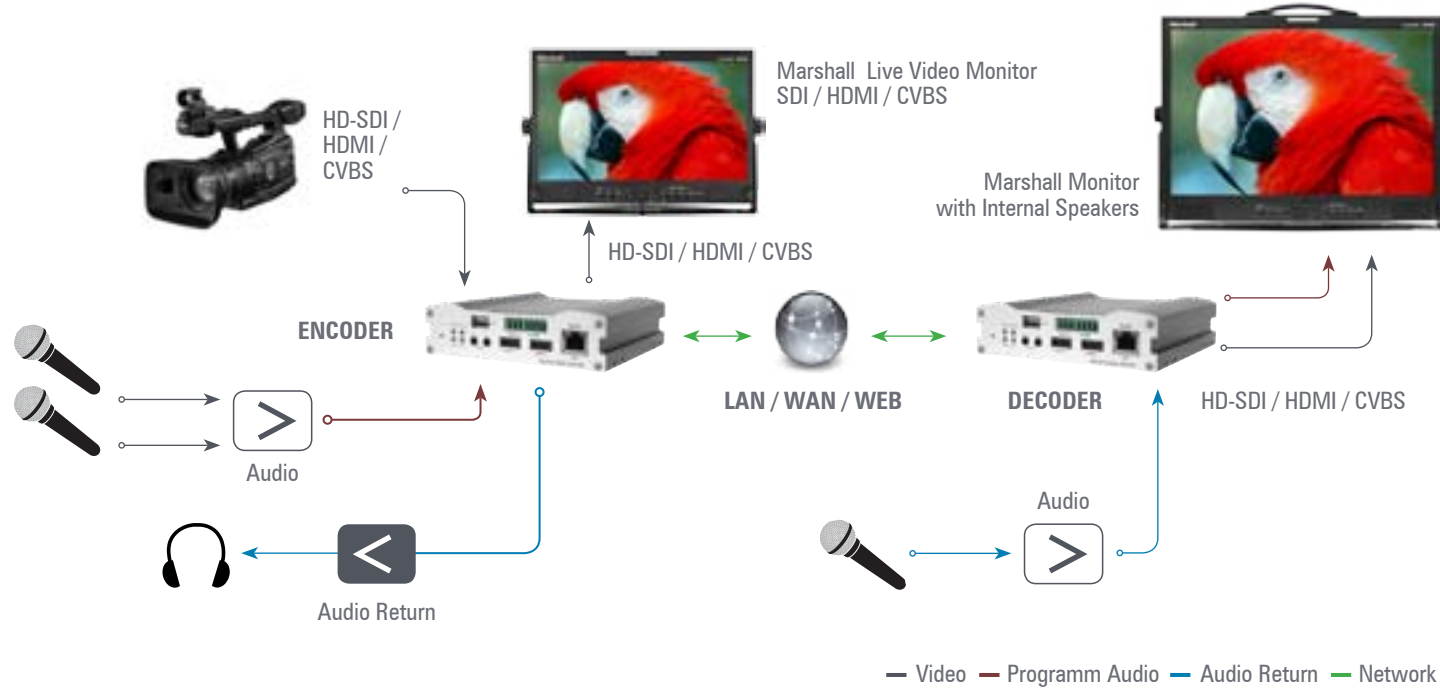 HD-SDI /
HDMI /
CVBS
Marshall Live Video Monitor
SDI / HDMI / CVBS
Marshall Monitor
with Internal Speakers
HD-SDI / HDMI / CVBS
ENCODER
LAN / WAN / WEB
DECODER
HD-SDI / HDMI / CVBS
Audio
Audio
Audio Return
Video
Programm Audio
Audio Return
Network